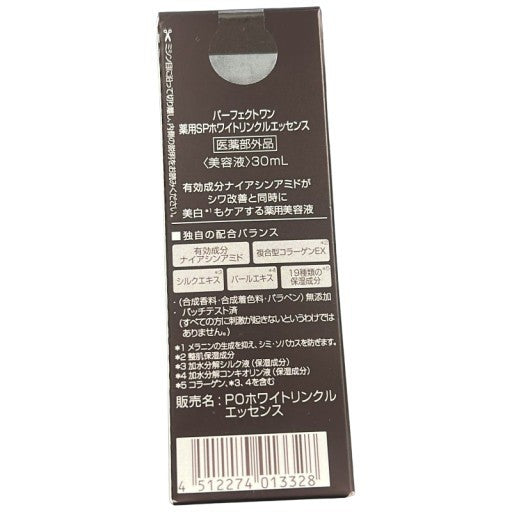 パーフェクトワン
薬用SPホワイトリンクルエッセンス
医薬部外品
〈美容液〉30mL
有効成分ナイアシンアミドが
シワ改善と同時に
美白*1もケアする薬用美容液
■独自の配合バランス
有効成分
ナイアシンアミド
*2
複合型コラーゲンEX
*3
シルクエキス
*4
パールエキス
19種類の*5
保湿成分
・(合成香料・合成着色料・パラベン)無添加
・パッチテスト済
(すべての方に刺激が起きないというわけでは
ありません。)
*1 メラニンの生成を抑え、シミ・ソバカスを防ぎます。
*2 整肌保湿成分
*3 加水分解シルク液(保湿成分)
*4 加水分解コンキオリン液(保湿成分)
*5 コラーゲン、*3、4を含む
販売名：POホワイトリンクル
エッセンス
4 512274 013328
ミシン目に沿って切り離し、内側の説明をお読みください。